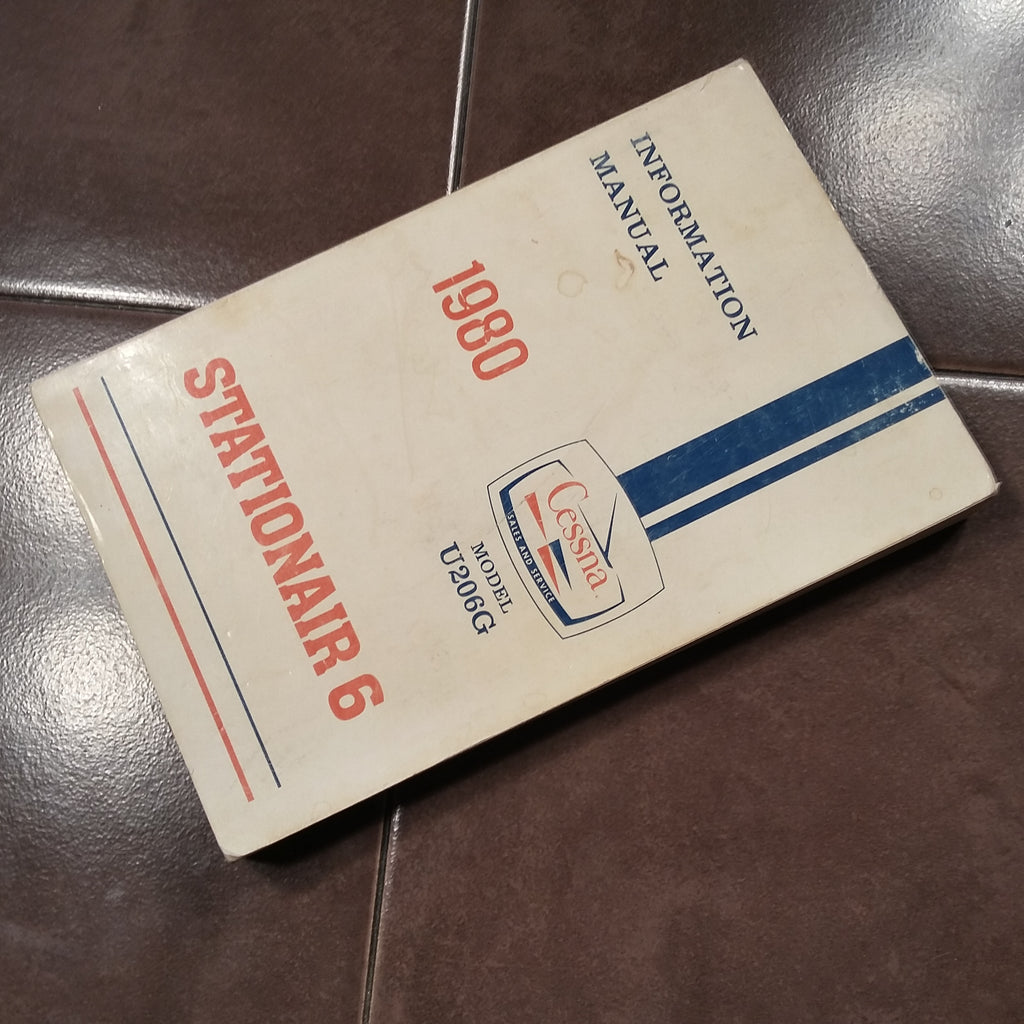 INFORMATION
MANUAL
Cessna
SALES AND SERVICE
1980
MODEL
U206G
STATIONAIR 6